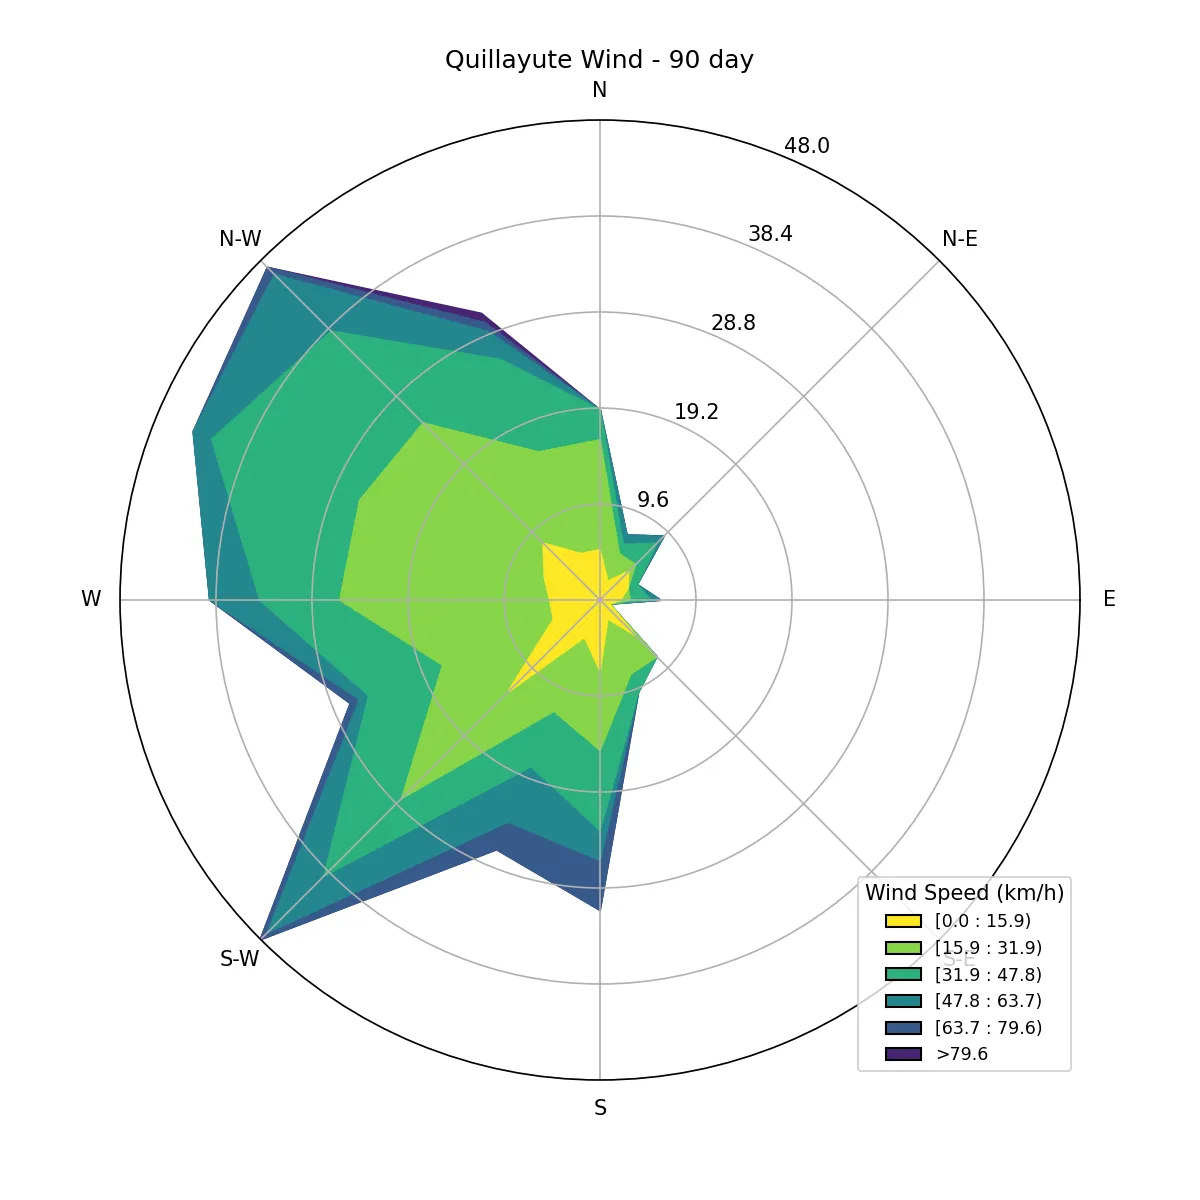 Quillayute Wind - 90 day
N
48.0
38.4
N-W
N-E
28.8
19.2
9.6
W
E
S-W
S-E
S
Wind Speed (km/h)
[0.0 : 15.9)
[15.9 : 31.9)
[31.9 : 47.8)
[47.8 : 63.7)
[63.7 : 79.6)
>79.6